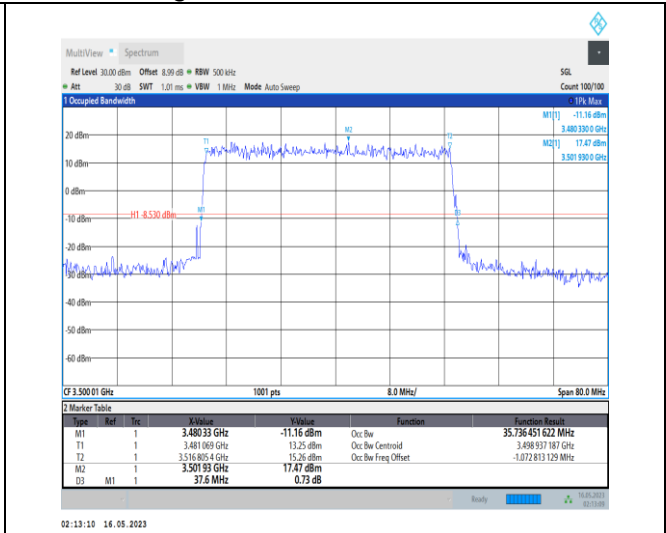 MultiView Spectrum
Ref Level 30.00 dBm Offset 8.99 dB RBW 500 kHz SGL
Att 30 dB SWT 1.01 ms VBW 1 MHz Mode Auto Sweep Count 100/100
1 Occupied Bandwidth 1Pk Max
M1[1] -11.16 dBm
3.480 330 0 GHz
M2[1] 17.47 dBm
3.501 930 0 GHz
M2
T1
T2
20 dBm
10 dBm
0 dBm
M1
H1 -8.530 dBm
-10 dBm
-20 dBm
-30 dBm
-40 dBm
-50 dBm
-60 dBm
CF 3.500 01 GHz 1001 pts 8.0 MHz/ Span 80.0 MHz
2 Marker Table
Type Ref Trc X-Value Y-Value Function Function Result
M1 1 3.480 33 GHz -11.16 dBm Occ Bw 35.736 451 622 MHz
T1 1 3.481 069 GHz 13.25 dBm Occ Bw Centroid 3.498 937 187 GHz
T2 1 3.516 805 4 GHz 15.26 dBm Occ Bw Freq Offset -1.072 813 129 MHz
M2 1 3.501 93 GHz 17.47 dBm
D3 M1 1 37.6 MHz 0.73 dB
Ready 16.05.2023
02:13:09
02:13:10 16.05.2023